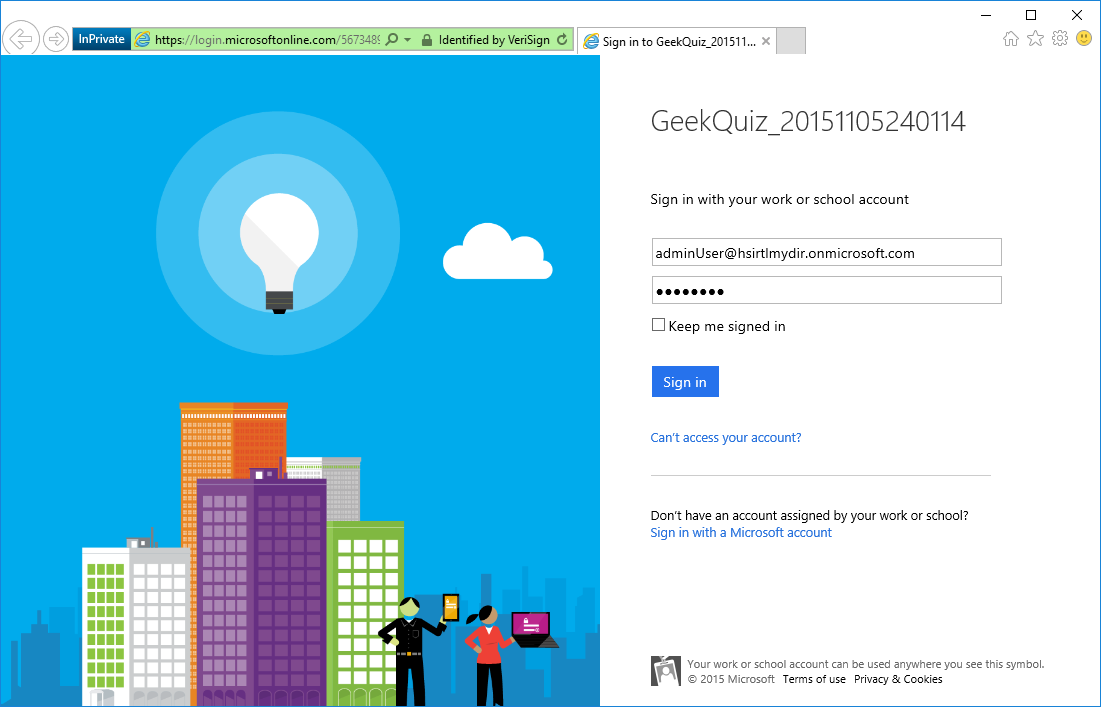 InPrivate
https://login.microsoftonline.com/5673489
Identified by VeriSign
Sign in to GeekQuiz_201511...
GeekQuiz_20151105240114
Sign in with your work or school account
adminUser@hsirtlmydir.onmicrosoft.com
Keep me signed in
Sign in
Can't access your account?
Don't have an account assigned by your work or school?
Sign in with a Microsoft account
Your work or school account can be used anywhere you see this symbol.
© 2015 Microsoft Terms of use Privacy & Cookies